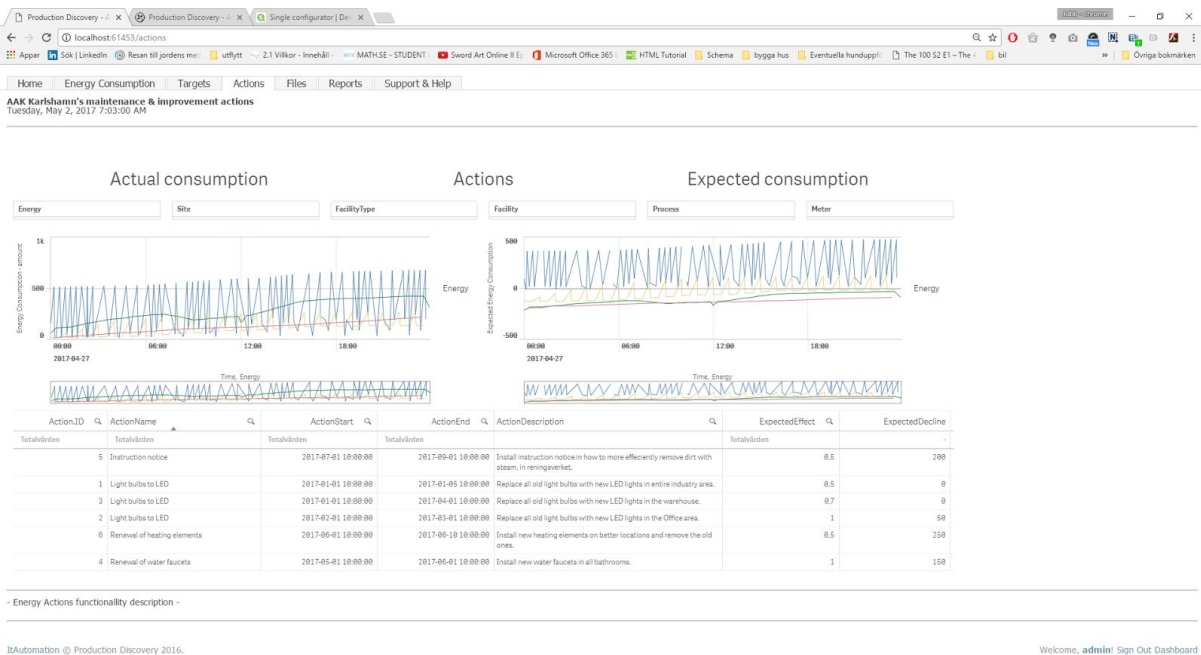 Production Discovery - A
Production Discovery - A
Single configurator | De
jobb - chrome
localhost:61453/actions
Appar
Sök | LinkedIn
Resan till jordens me
utflytt
2.1 Villkor - Innehåll
MATH.SE - STUDENT
Sword Art Online II Ep
Microsoft Office 365
HTML Tutorial
Schema
bygga hus
Eventuella hunduppf
The 100 S2 E1 – The 4
bil
»
Övriga bokmärken
Home Energy Consumption Targets Actions Files Reports Support & Help
AAK Karlshamn's maintenance & improvement actions
Tuesday, May 2, 2017 7:03:00 AM
Actual consumption Actions Expected consumption
Energy Site FacilityType Facility Process Meter
Energy Consumption - amount
1k
500
0
00:00 06:00 12:00 18:00
2017-04-27
Time, Energy
Energy
Expected Energy Consumption
500
0
-500
00:00 06:00 12:00 18:00
2017-04-27
Time, Energy
Energy
Action.ID ActionName ActionStart ActionEnd ActionDescription ExpectedEffect ExpectedDecline
Totalvärden Totalvärden Totalvärden Totalvärden Totalvärden -
5 Instruction notice 2017-07-01 10:00:00 2017-09-01 10:00:00 Install instruction notice in how to more effeciently remove dirt with 0,5 200
steam, in reningsverket.
1 Light bulbs to LED 2017-01-01 10:00:00 2017-01-05 10:00:00 Replace all old light bulbs with new LED lights in entire industry area. 0,5 0
3 Light bulbs to LED 2017-01-01 10:00:00 2017-04-01 10:00:00 Replace all old light bulbs with new LED lights in the warehouse. 0,7 0
2 Light bulbs to LED 2017-02-01 10:00:00 2017-03-01 10:00:00 Replace all old light bulbs with new LED lights in the Office area. 1 50
6 Renewal of heating elements 2017-06-01 10:00:00 2017-06-10 10:00:00 Install new heating elements on better locations and remove the old 0,5 250
ones.
4 Renewal of water faucets 2017-05-01 10:00:00 2017-06-01 10:00:00 Install new water faucets in all bathrooms. 1 150
- Energy Actions functionallity description -
ItAutomation © Production Discovery 2016.
Welcome, admin! Sign Out Dashboard